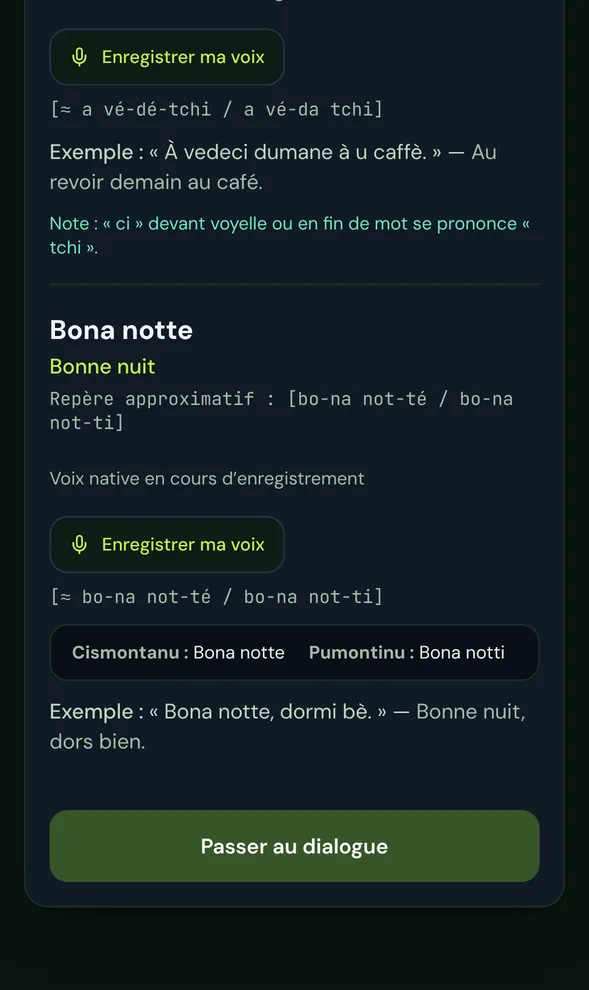 Enregistrer ma voix
[≈ a vé-dé-tchi / a vé-da tchi]
Exemple : « À vedeci dumane à u caffè. » — Au
revoir demain au café.
Note : « ci » devant voyelle ou en fin de mot se prononce «
tchi ».
Bona notte
Bonne nuit
Repère approximatif : [bo-na not-té / bo-na
not-ti]
Voix native en cours d’enregistrement
Enregistrer ma voix
[≈ bo-na not-té / bo-na not-ti]
Cismontanu : Bona notte Pumontinu : Bona notti
Exemple : « Bona notte, dormi bè. » — Bonne nuit,
dors bien.
Passer au dialogue